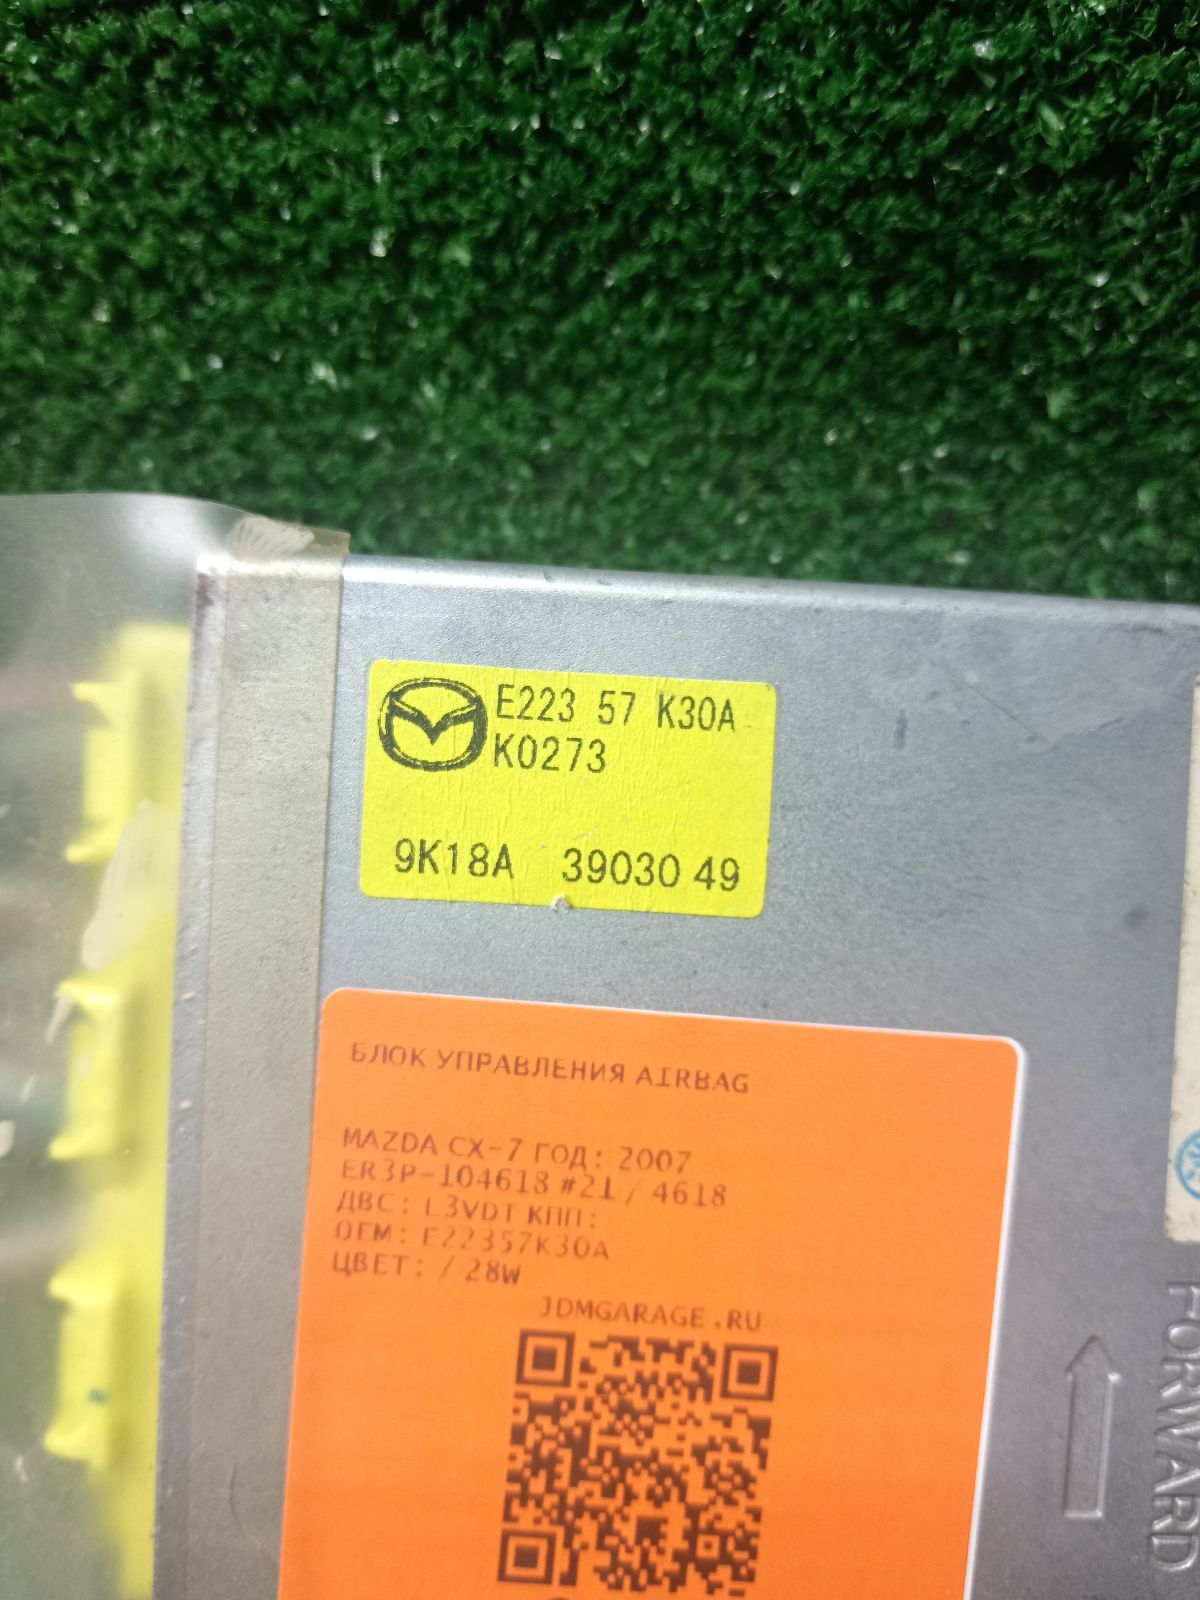 E223 57 K30A
K0273
9K18A 39030 49
БЛОК УПРАВЛЕНИЯ AIRBAG
MAZDA CX-7 ГОД: 2007
ER3P-104618 #21 / 4618
ДВС: L3VDT КПП:
OEM: E22357K30A
ЦВЕТ: / 28W
JDMGARAGE.RU
FORWARD